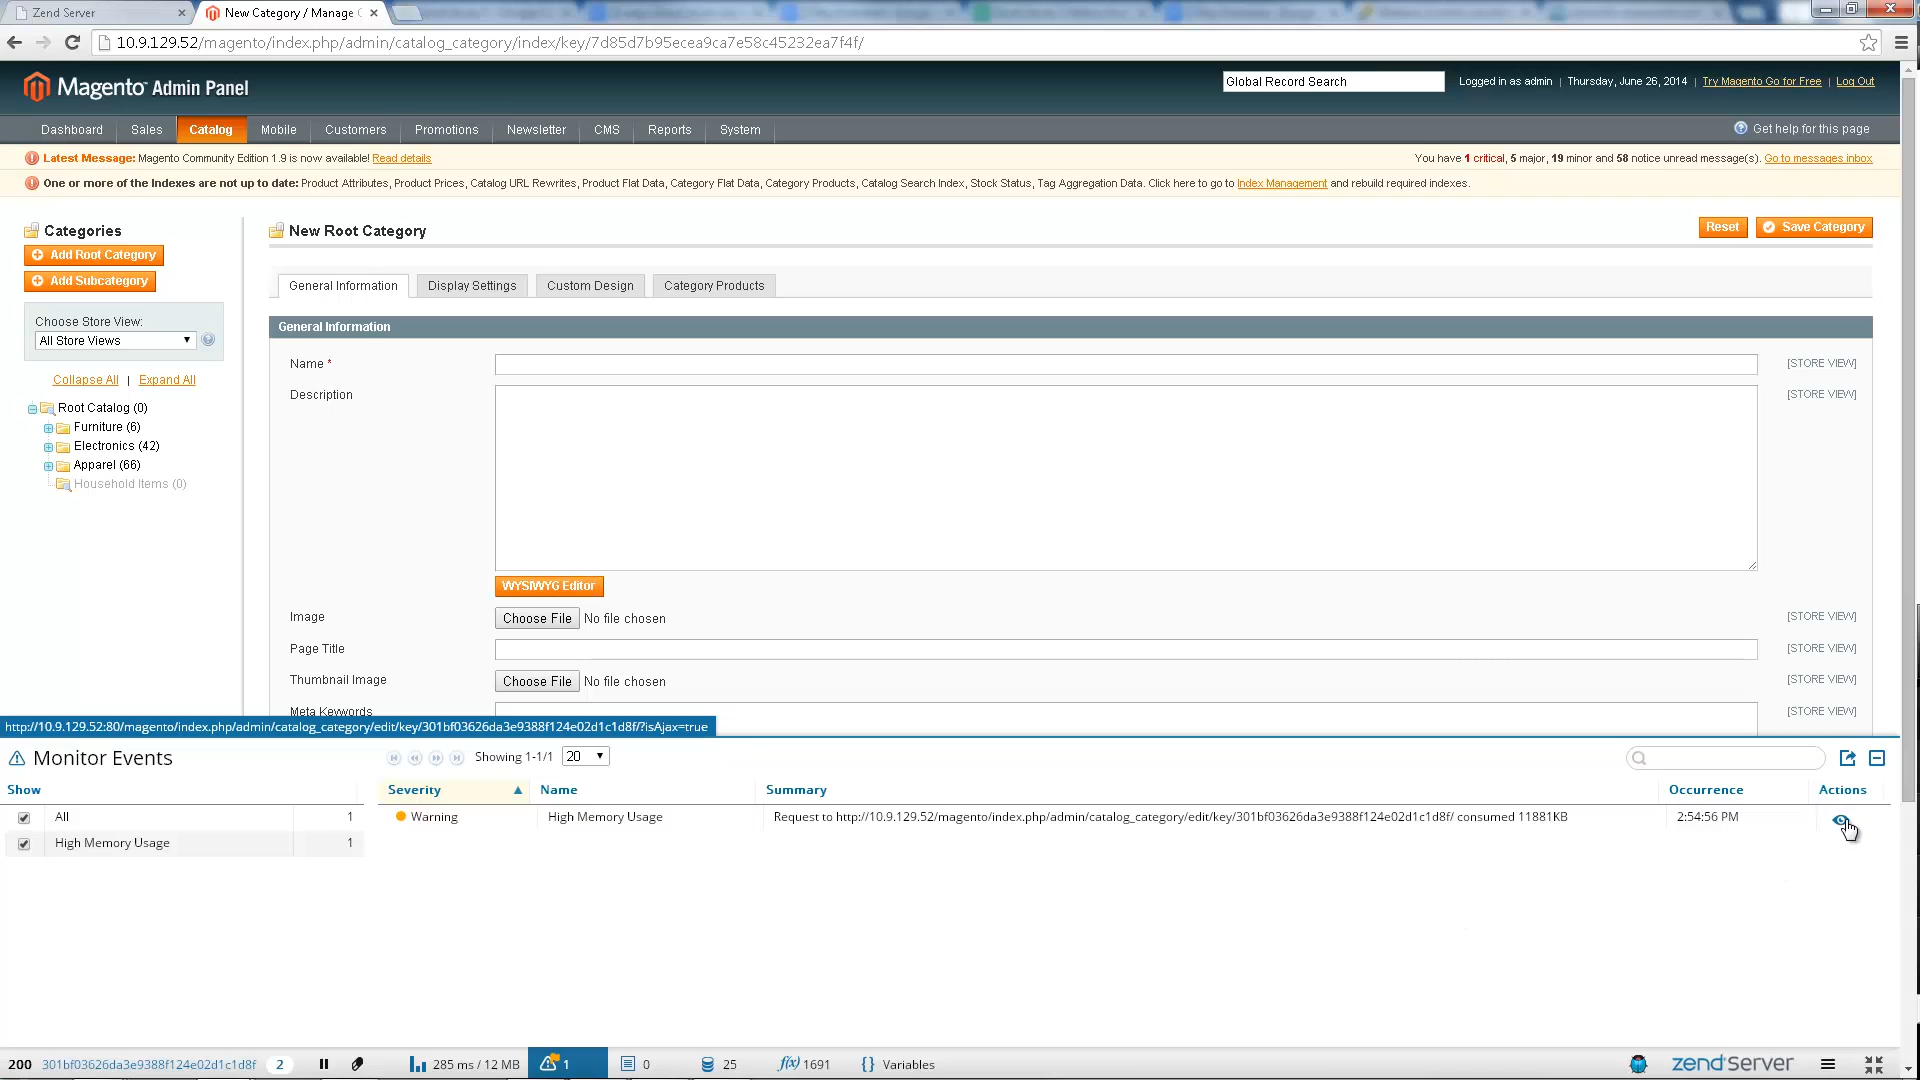 Zend Server
New Category / Manage C
10.9.129.52/magento/index.php/admin/catalog_category/index/key/7d85d7b95ecea9ca7e58c45232ea7f4f/
Magento Admin Panel
Global Record Search
Logged in as admin | Thursday, June 26, 2014 | Try Magento Go for Free | Log Out
Dashboard Sales Catalog Mobile Customers Promotions Newsletter CMS Reports System
Get help for this page
Latest Message: Magento Community Edition 1.9 is now available! Read details
You have 1 critical, 5 major, 19 minor and 58 notice unread message(s). Go to messages inbox
One or more of the Indexes are not up to date: Product Attributes, Product Prices, Catalog URL Rewrites, Product Flat Data, Category Flat Data, Category Products, Catalog Search Index, Stock Status, Tag Aggregation Data. Click here to go to Index Management and rebuild required indexes.
Categories
Add Root Category
Add Subcategory
Choose Store View:
All Store Views
Collapse All | Expand All
Root Catalog (0)
Furniture (6)
Electronics (42)
Apparel (66)
Household Items (0)
New Root Category
Reset
Save Category
General Information Display Settings Custom Design Category Products
General Information
Name *
[STORE VIEW]
Description
[STORE VIEW]
WYSIWYG Editor
Image
Choose File No file chosen
[STORE VIEW]
Page Title
[STORE VIEW]
Thumbnail Image
Choose File No file chosen
[STORE VIEW]
Meta Keywords
[STORE VIEW]
http://10.9.129.52:80/magento/index.php/admin/catalog_category/edit/key/301bf03626da3e9388f124e02d1c1d8f/?isAjax=true
Monitor Events
Showing 1-1/1 20
Show
Severity Name Summary Occurrence Actions
All 1
Warning High Memory Usage Request to http://10.9.129.52/magento/index.php/admin/catalog_category/edit/key/301bf03626da3e9388f124e02d1c1d8f/ consumed 11881KB 2:54:56 PM
High Memory Usage 1
200 301bf03626da3e9388f124e02d1c1d8f 2
285 ms / 12 MB
1
0
25
f(x) 1691
{} Variables
zend Server